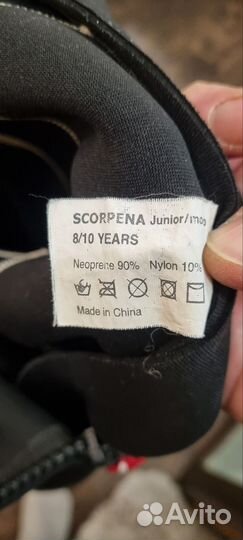 SCORPENA Junior/
8/10 YEARS
Neoprene 90% Nylon 10%
Made in China
Avito